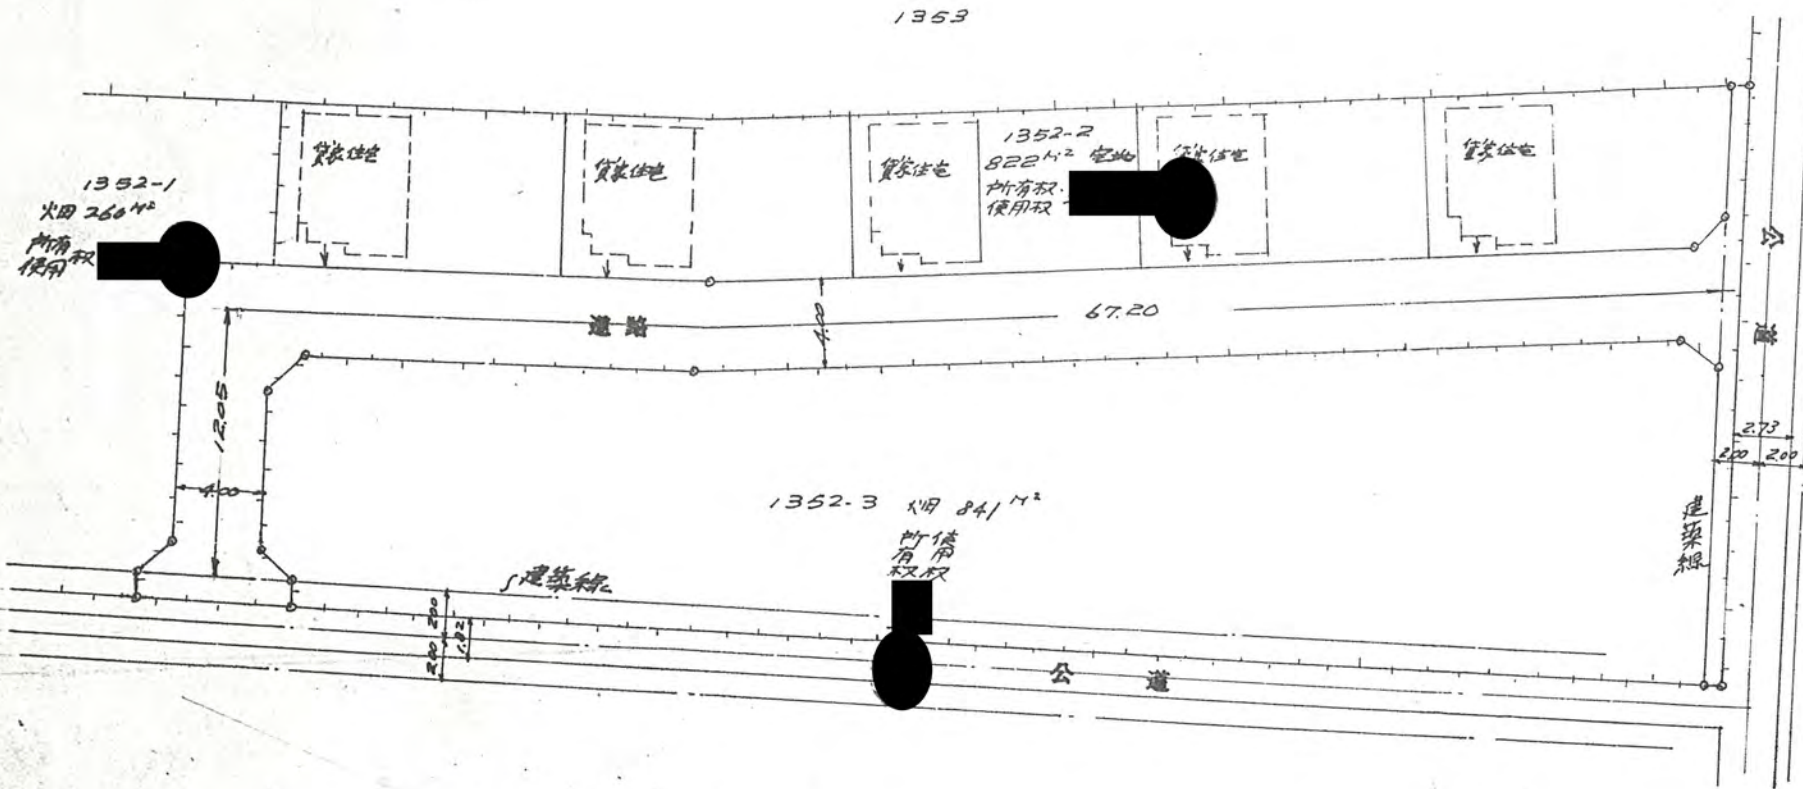 1353
貸家住宅
貸家住宅
貸家住宅
貸家住宅
貸家住宅
1352-2
822M² 宅地
所有权
使用权
1352-1
畑 266M²
所有权
使用
公道
道路
4.00
67.20
12.05
4.00
2.73
2.00 2.00
1352-3 畑 841M²
所有权
使用权
建築線
建築線
2.00
2.00
1.82
公道